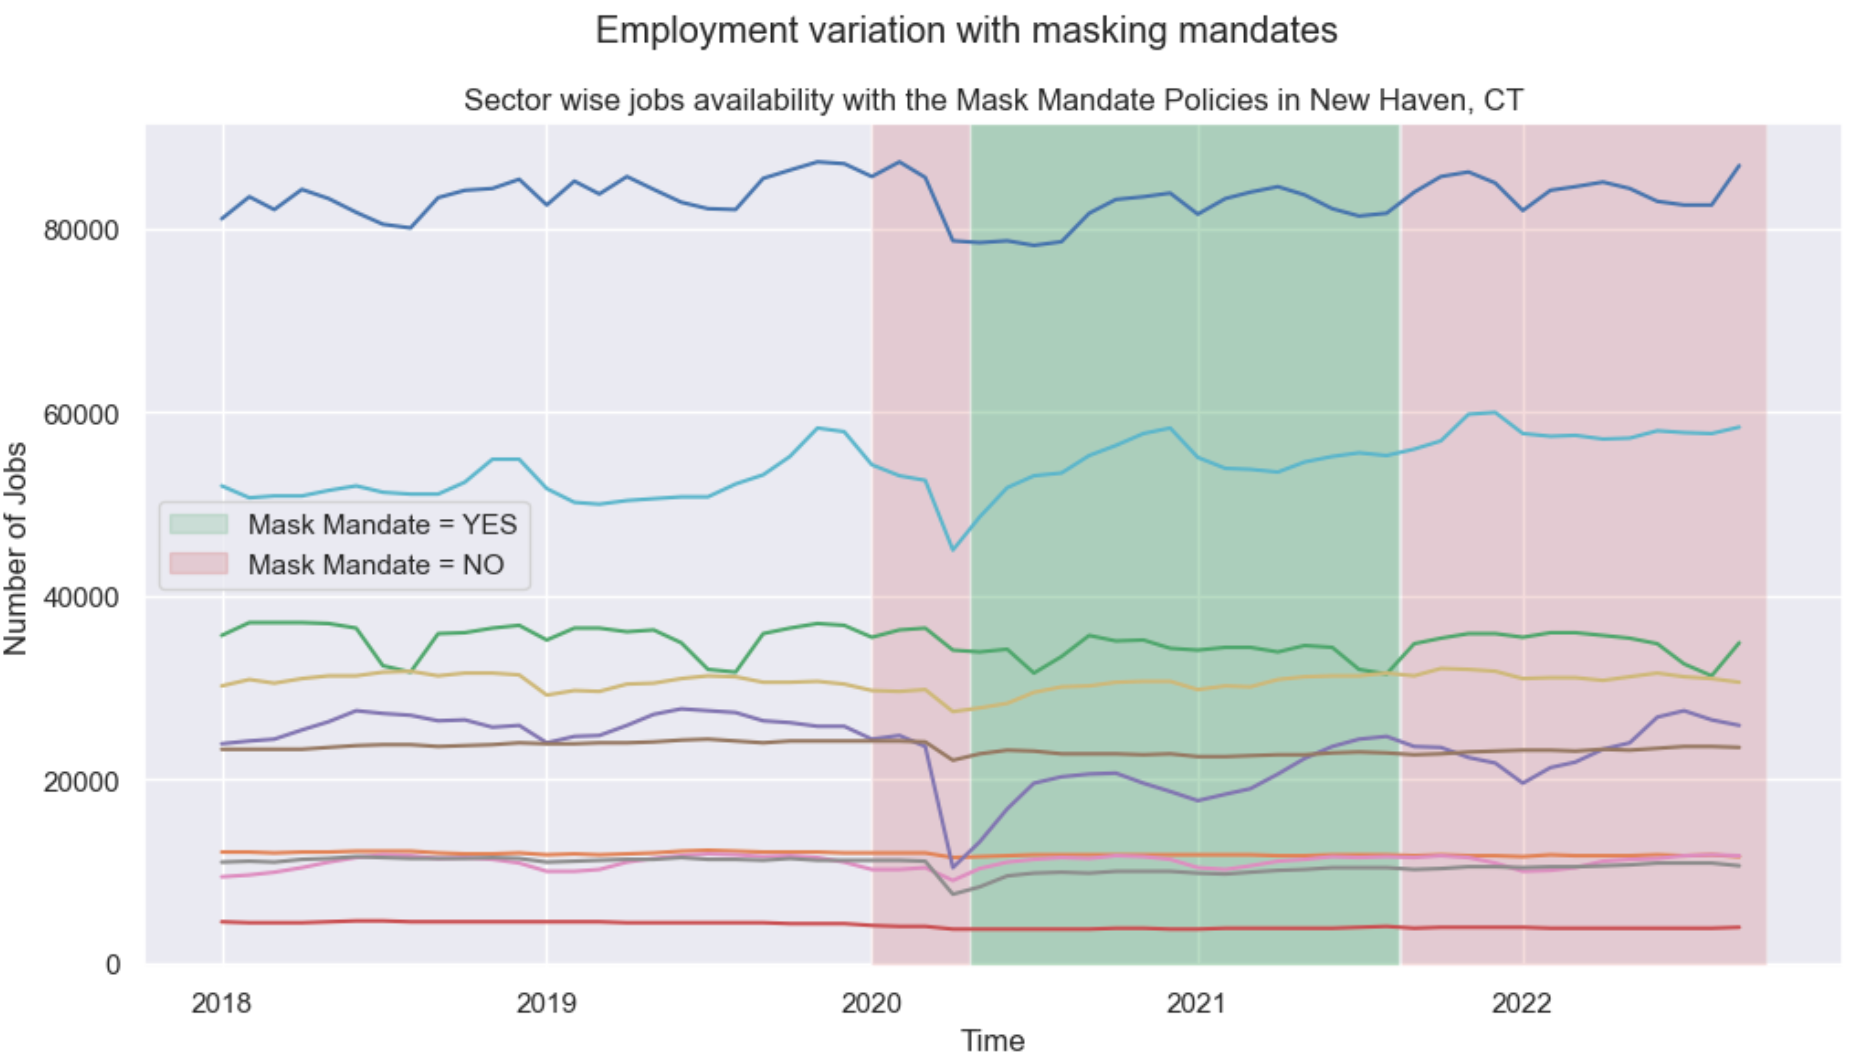 Employment variation with masking mandates
Sector wise jobs availability with the Mask Mandate Policies in New Haven, CT
Number of Jobs
80000
60000
40000
20000
0
Mask Mandate = YES
Mask Mandate = NO
2018 2019 2020 2021 2022
Time